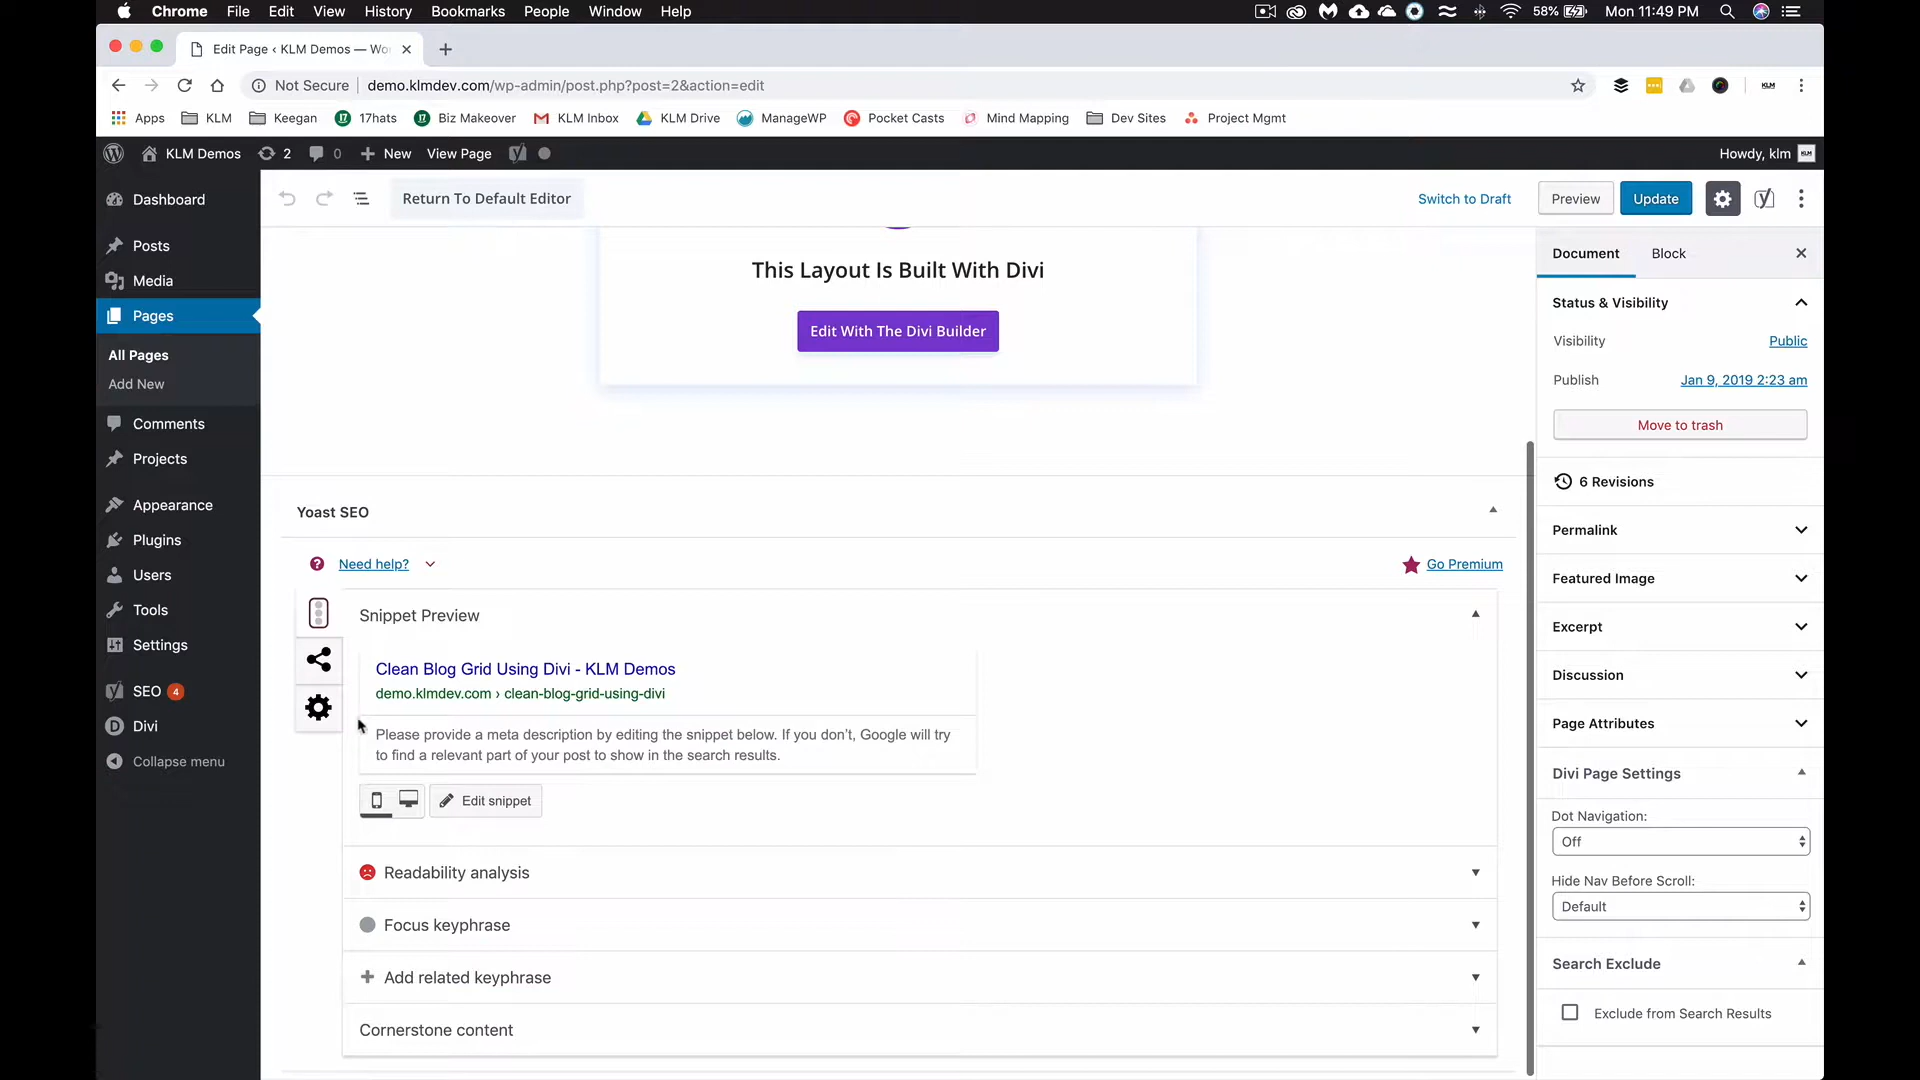 Chrome File Edit View History Bookmarks People Window Help 58% Mon 11:49 PM
Edit Page ‹ KLM Demos — Wo
Not Secure demo.klmdev.com/wp-admin/post.php?post=2&action=edit KLM
Apps KLM Keegan 17hats Biz Makeover KLM Inbox KLM Drive ManageWP Pocket Casts Mind Mapping Dev Sites Project Mgmt
KLM Demos 2 0 New View Page Howdy, klm KLM
Dashboard
Posts
Media
Pages
All Pages
Add New
Comments
Projects
Appearance
Plugins
Users
Tools
Settings
SEO 4
Divi
Collapse menu
Return To Default Editor Switch to Draft Preview Update
This Layout Is Built With Divi
Edit With The Divi Builder
Yoast SEO
Need help? Go Premium
Snippet Preview
Clean Blog Grid Using Divi - KLM Demos
demo.klmdev.com › clean-blog-grid-using-divi
Please provide a meta description by editing the snippet below. If you don't, Google will try
to find a relevant part of your post to show in the search results.
Edit snippet
Readability analysis
Focus keyphrase
Add related keyphrase
Cornerstone content
Document Block
Status & Visibility
Visibility Public
Publish Jan 9, 2019 2:23 am
Move to trash
6 Revisions
Permalink
Featured Image
Excerpt
Discussion
Page Attributes
Divi Page Settings
Dot Navigation:
Off
Hide Nav Before Scroll:
Default
Search Exclude
Exclude from Search Results